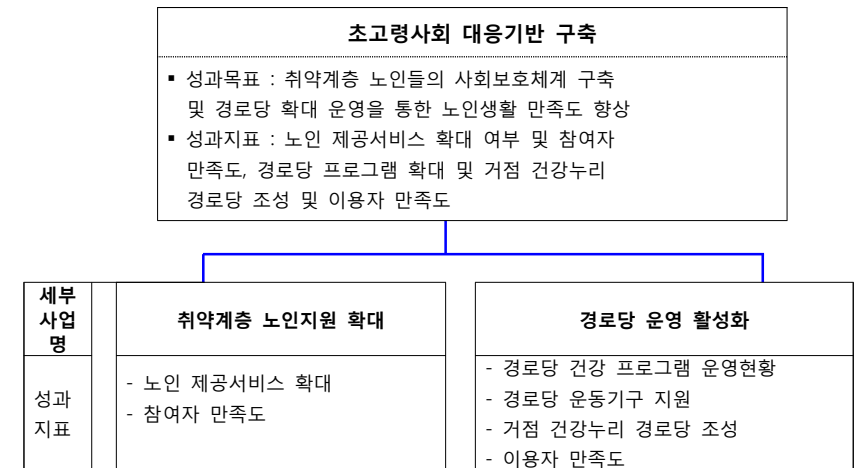 초고령사회 대응기반 구축
▪ 성과목표 : 취약계층 노인들의 사회보호체계 구축
및 경로당 확대 운영을 통한 노인생활 만족도 향상
▪ 성과지표 : 노인 제공서비스 확대 여부 및 참여자
만족도, 경로당 프로그램 확대 및 거점 건강누리
경로당 조성 및 이용자 만족도
세부
사업
명
취약계층 노인지원 확대
경로당 운영 활성화
성과
지표
- 노인 제공서비스 확대
- 참여자 만족도
- 경로당 건강 프로그램 운영현황
- 경로당 운동기구 지원
- 거점 건강누리 경로당 조성
- 이용자 만족도